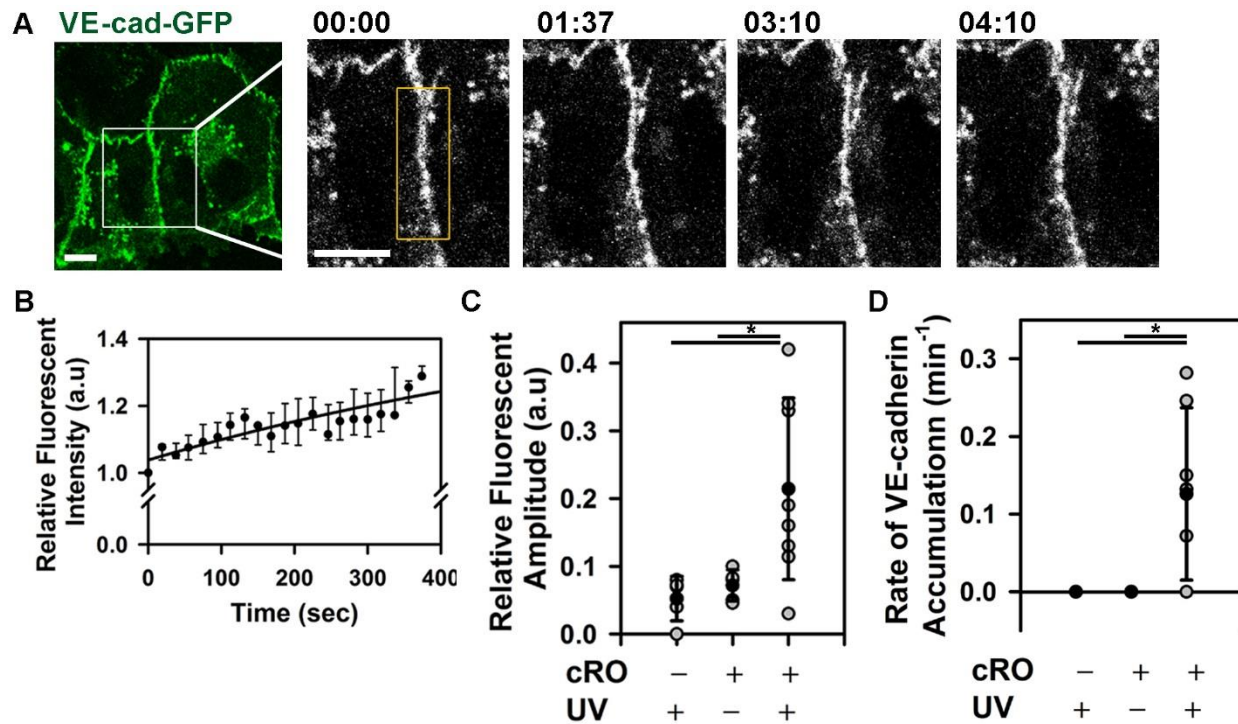 A VE-cad-GFP 00:00 01:37 03:10 04:10
B
Relative Fluorescent
Intensity (a.u)
1.4
1.2
1.0
0.0
0 100 200 300 400
Time (sec)
C
Relative Fluorescent
Amplitude (a.u)
*
0.4
0.3
0.2
0.1
0.0
cRO − + +
UV + − +
D
Rate of VE-cadherin
Accumulationn (min-1)
*
0.3
0.2
0.1
0.0
cRO − + +
UV + − +